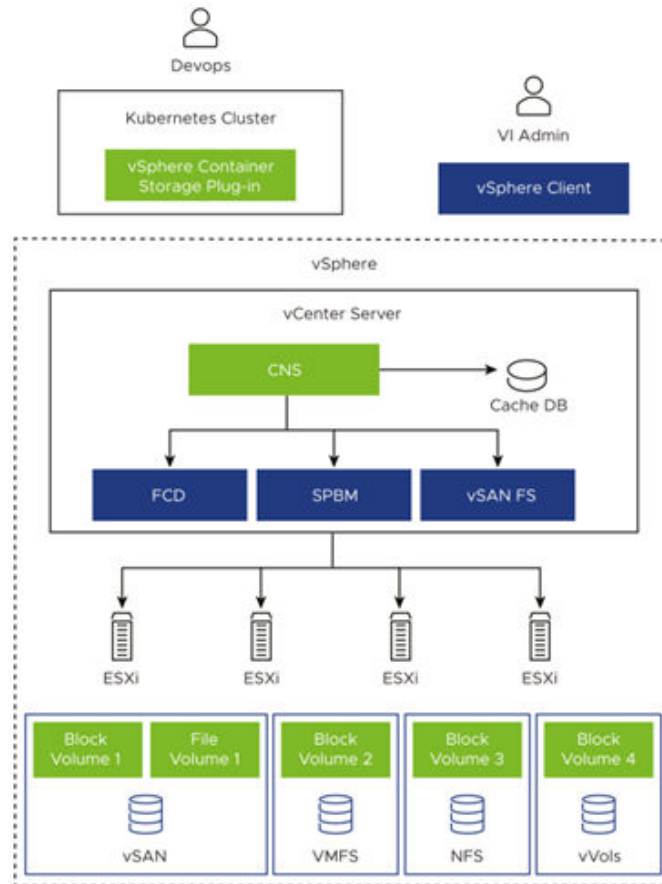 Devops
Kubernetes Cluster
vSphere Container
Storage Plug-in
VI Admin
vSphere Client
vSphere
vCenter Server
CNS
Cache DB
FCD
SPBM
vSAN FS
ESXi
ESXi
ESXi
ESXi
Block
Volume 1
File
Volume 1
Block
Volume 2
Block
Volume 3
Block
Volume 4
vSAN
VMFS
NFS
vVols